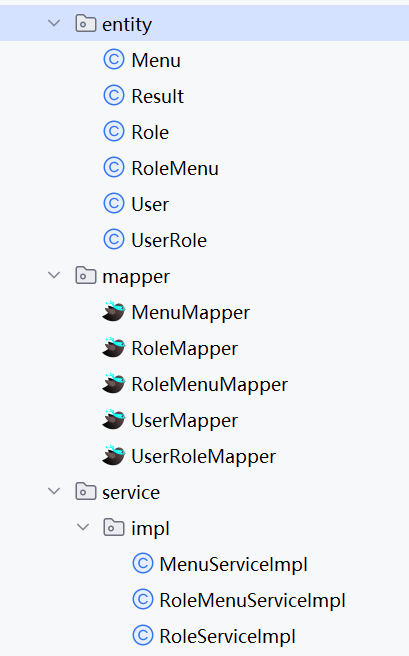 entity
Menu
Result
Role
RoleMenu
User
UserRole
mapper
MenuMapper
RoleMapper
RoleMenuMapper
UserMapper
UserRoleMapper
service
impl
MenuServiceImpl
RoleMenuServiceImpl
RoleServiceImpl